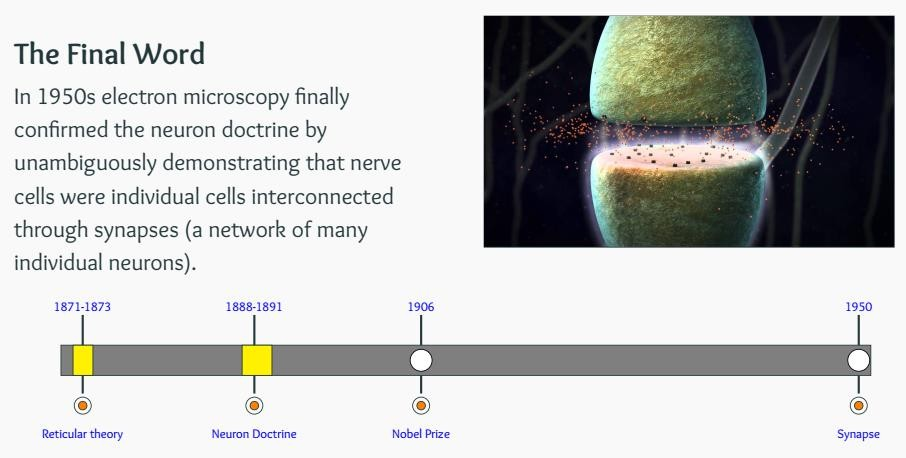 The Final Word
In 1950s electron microscopy finally
confirmed the neuron doctrine by
unambiguously demonstrating that nerve
cells were individual cells interconnected
through synapses (a network of many
individual neurons).
1871-1873
1888-1891
1906
1950
Reticular theory
Neuron Doctrine
Nobel Prize
Synapse